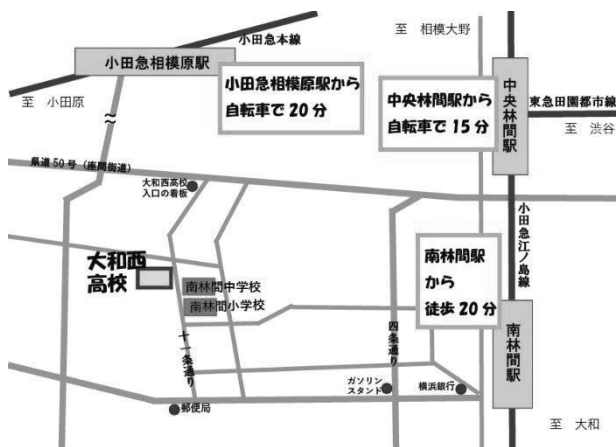 小田急本線
至 相模大野
小田急相模原駅
小田急相模原駅から
自転車で20分
中央林間駅から
自転車で15分
中央林間駅
東急田園都市線
至 小田原
至 渋谷
県道50号（座間街道）
大和西高校
入口の看板
小田急江ノ島線
大和西
高校
南林間中学校
南林間小学校
南林間駅
から
徒歩20分
十一条通り
四条通り
南林間駅
ガソリン
スタンド
横浜銀行
郵便局
至 大和